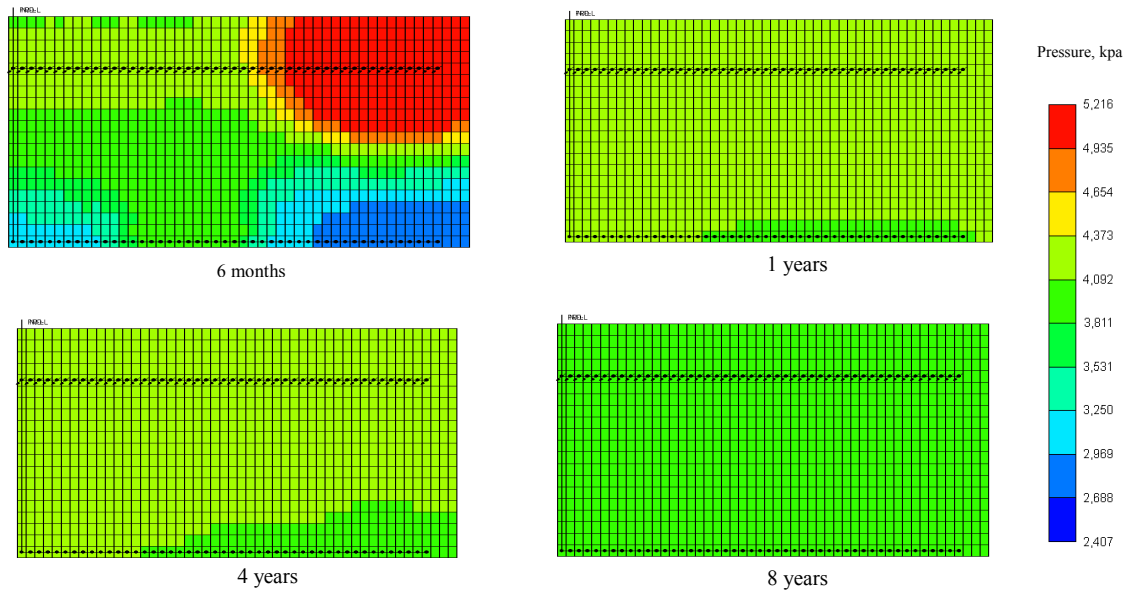 6 months
1 years
4 years
8 years
Pressure, kpa
5,216
4,935
4,654
4,373
4,092
3,811
3,531
3,250
2,969
2,688
2,407